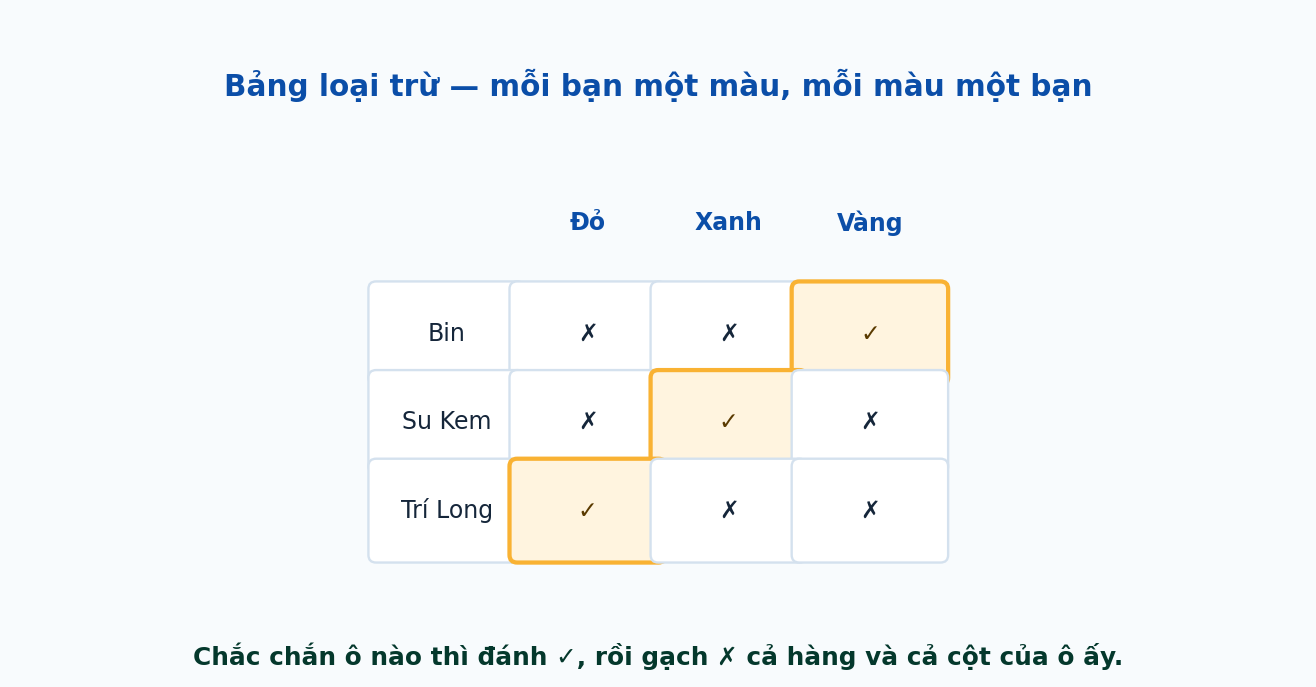 Bảng loại trừ — mỗi bạn một màu, mỗi màu một bạn
Đỏ Xanh Vàng
Bin ✗ ✗ ✓
Su Kem ✗ ✓ ✗
Trí Long ✓ ✗ ✗
Chắc chắn ô nào thì đánh ✓, rồi gạch ✗ cả hàng và cả cột của ô ấy.